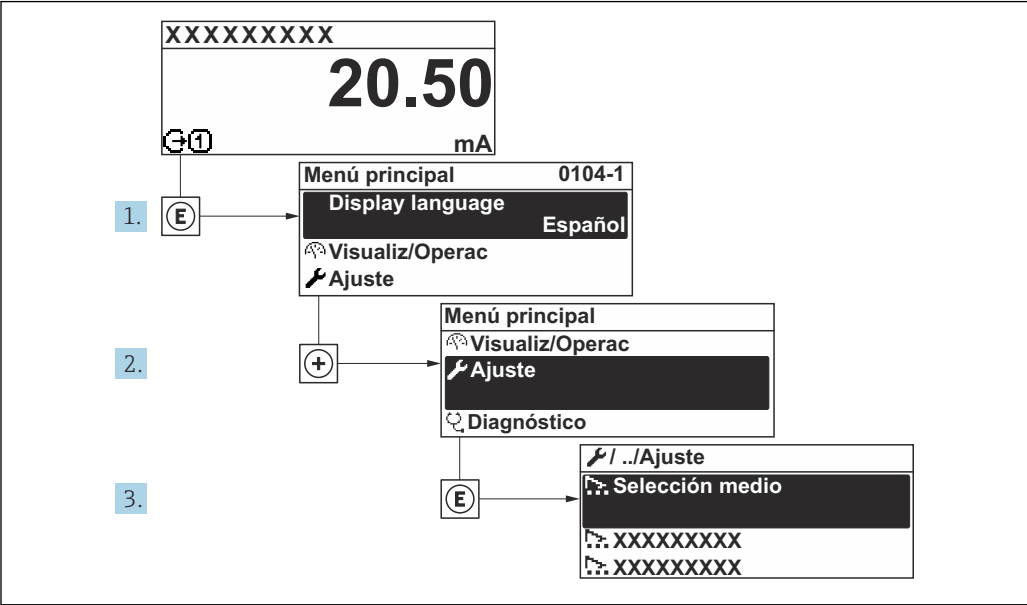 XXXXXXXXX
20.50
mA
1.
E
Menú principal 0104-1
Display language
Español
Visualiz/Operac
Ajuste
2.
+
Menú principal
Visualiz/Operac
Ajuste
Diagnóstico
3.
E
/ ../Ajuste
Selección medio
XXXXXXXXX
XXXXXXXXX